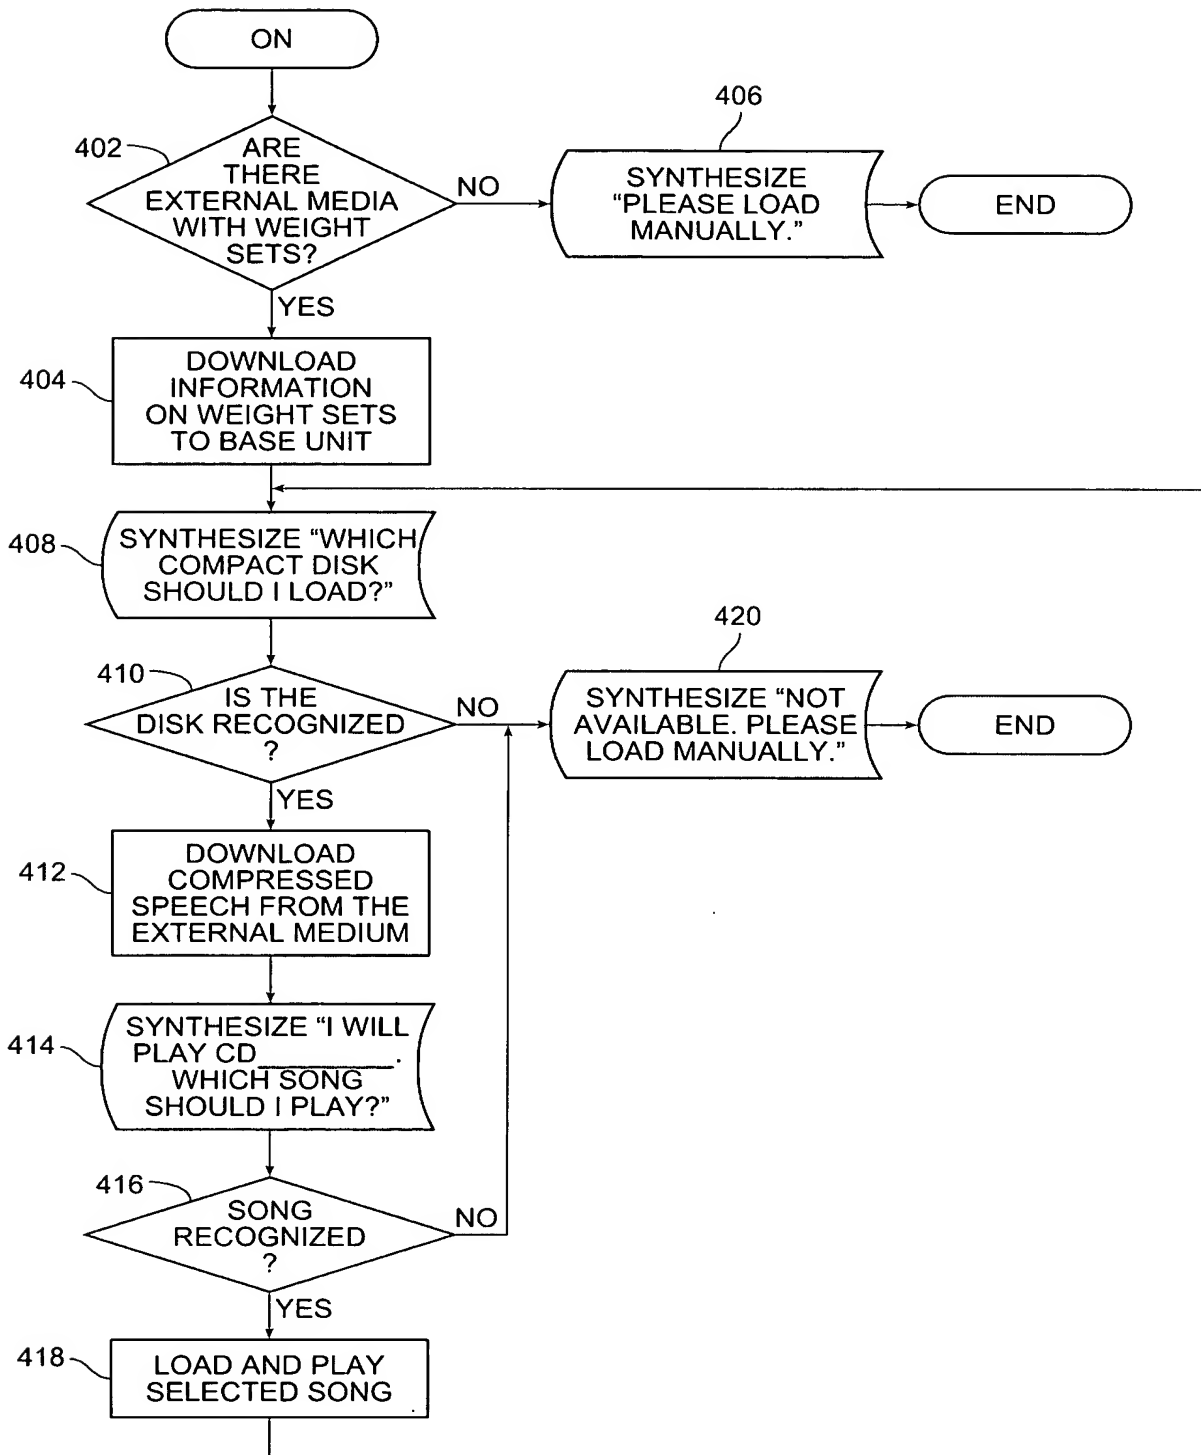 ON
402
ARE
THERE
EXTERNAL MEDIA
WITH WEIGHT
SETS?
NO
406
SYNTHESIZE
“PLEASE LOAD
MANUALLY.”
END
YES
404
DOWNLOAD
INFORMATION
ON WEIGHT SETS
TO BASE UNIT
408
SYNTHESIZE “WHICH
COMPACT DISK
SHOULD I LOAD?”
410
IS THE
DISK RECOGNIZED
?
NO
420
SYNTHESIZE “NOT
AVAILABLE. PLEASE
LOAD MANUALLY.”
END
YES
412
DOWNLOAD
COMPRESSED
SPEECH FROM THE
EXTERNAL MEDIUM
414
SYNTHESIZE “I WILL
PLAY CD_________.
WHICH SONG
SHOULD I PLAY?”
416
SONG
RECOGNIZED
?
NO
YES
418
LOAD AND PLAY
SELECTED SONG